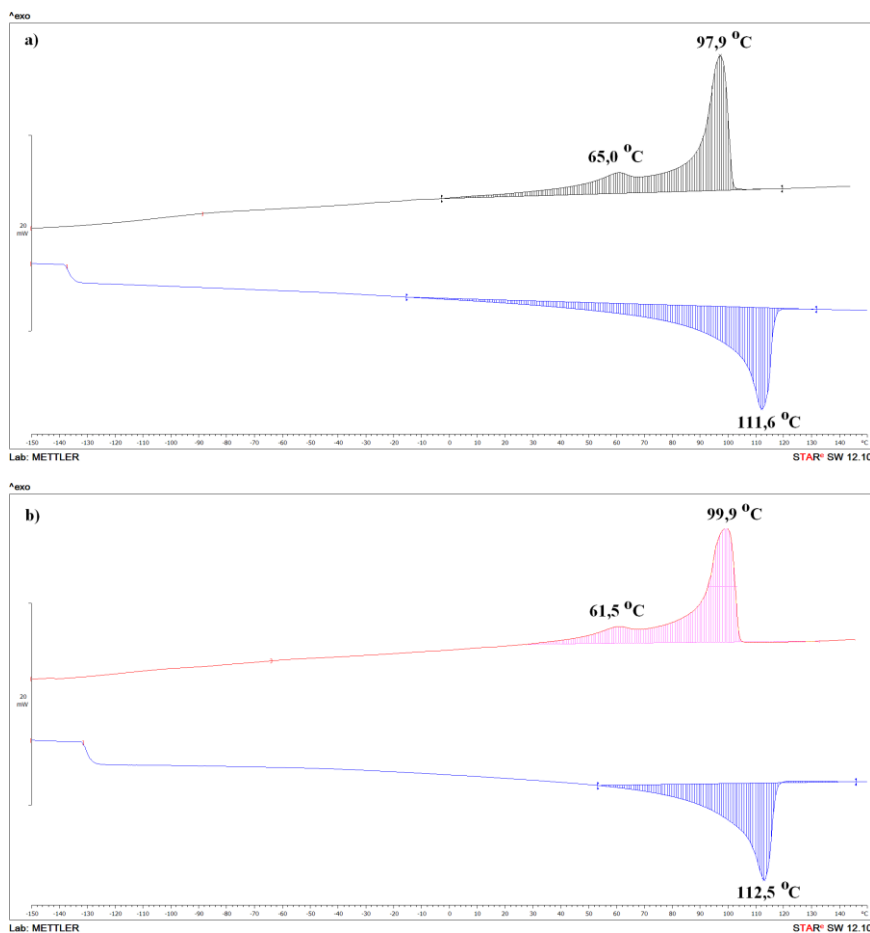 ^exo
a)
97,9 °C
65,0 °C
20
mW
111,6 °C
-150 -140 -130 -120 -110 -100 -90 -80 -70 -60 -50 -40 -30 -20 -10 0 10 20 30 40 50 60 70 80 90 100 110 120 130 140 °C
Lab: METTLER STARe SW 12.10
^exo
b)
99,9 °C
61,5 °C
20
mW
112,5 °C
-150 -140 -130 -120 -110 -100 -90 -80 -70 -60 -50 -40 -30 -20 -10 0 10 20 30 40 50 60 70 80 90 100 110 120 130 140 °C
Lab: METTLER STARe SW 12.10